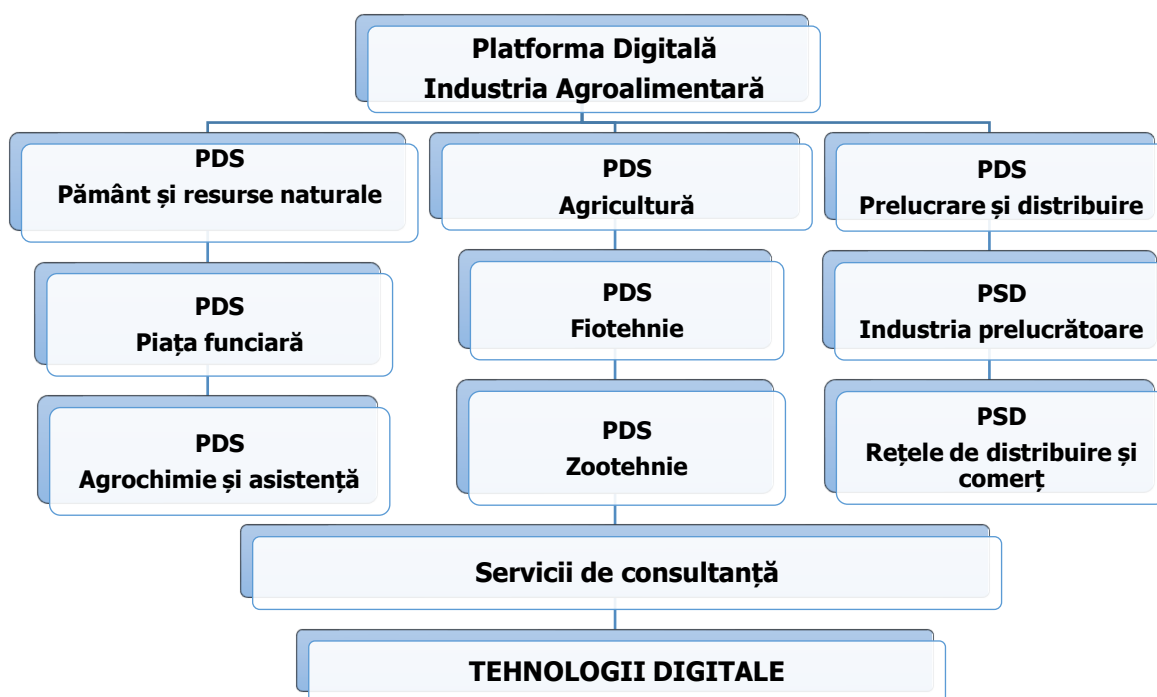 Platforma Digitală
Industria Agroalimentară
PDS
Pământ și resurse naturale
PDS
Agricultură
PDS
Prelucrare și distribuire
PDS
Piața funciară
PDS
Fiotehnie
PSD
Industria prelucrătoare
PDS
Agrochimie și asistență
PDS
Zootehnie
PSD
Rețele de distribuire și
comerț
Servicii de consultanță
TEHNOLOGII DIGITALE